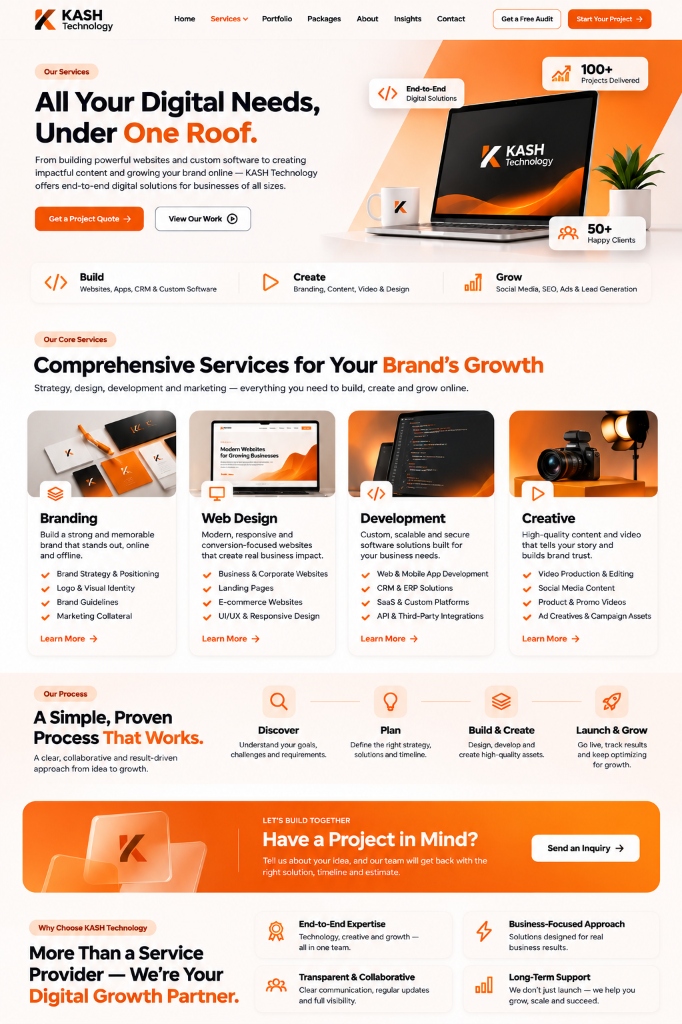 KASH
Technology
Home
Services
Portfolio
Packages
About
Insights
Contact
Get a Free Audit
Start Your Project →
Our Services
All Your Digital Needs,
Under One Roof.
From building powerful websites and custom software to creating
impactful content and growing your brand online — KASH Technology
offers end-to-end digital solutions for businesses of all sizes.
Get a Project Quote →
View Our Work
End-to-End
Digital Solutions
100+
Projects Delivered
KASH
Technology
50+
Happy Clients
Build
Websites, Apps, CRM & Custom Software
Create
Branding, Content, Video & Design
Grow
Social Media, SEO, Ads & Lead Generation
Our Core Services
Comprehensive Services for Your Brand's Growth
Strategy, design, development and marketing — everything you need to build, create and grow online.
Branding
Build a strong and memorable
brand that stands out, online
and offline.
Brand Strategy & Positioning
Logo & Visual Identity
Brand Guidelines
Marketing Collateral
Learn More →
Modern Websites
for Growing Businesses
Web Design
Modern, responsive and
conversion-focused websites
that create real business impact.
Business & Corporate Websites
Landing Pages
E-commerce Websites
UI/UX & Responsive Design
Learn More →
Development
Custom, scalable and secure
software solutions built for
your business needs.
Web & Mobile App Development
CRM & ERP Solutions
SaaS & Custom Platforms
API & Third-Party Integrations
Learn More →
Creative
High-quality content and video
that tells your story and
builds brand trust.
Video Production & Editing
Social Media Content
Product & Promo Videos
Ad Creatives & Campaign Assets
Learn More →
Our Process
A Simple, Proven
Process That Works.
A clear, collaborative and result-driven
approach from idea to growth.
Discover
Understand your goals,
challenges and requirements.
Plan
Define the right strategy,
solutions and timeline.
Build & Create
Design, develop and
create high-quality assets.
Launch & Grow
Go live, track results
and keep optimizing
for growth.
LET'S BUILD TOGETHER
Have a Project in Mind?
Tell us about your idea, and our team will get back with the
right solution, timeline and estimate.
Send an Inquiry →
Why Choose KASH Technology
More Than a Service
Provider — We're Your
Digital Growth Partner.
End-to-End Expertise
Technology, creative and growth —
all in one team.
Business-Focused Approach
Solutions designed for real
business results.
Transparent & Collaborative
Clear communication, regular updates
and full visibility.
Long-Term Support
We don't just launch — we help you
grow, scale and succeed.